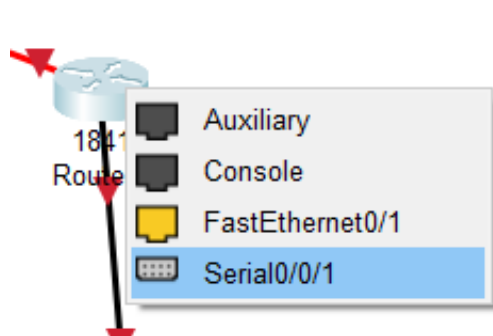 1841
Route
Auxiliary
Console
FastEthernet0/1
Serial0/0/1